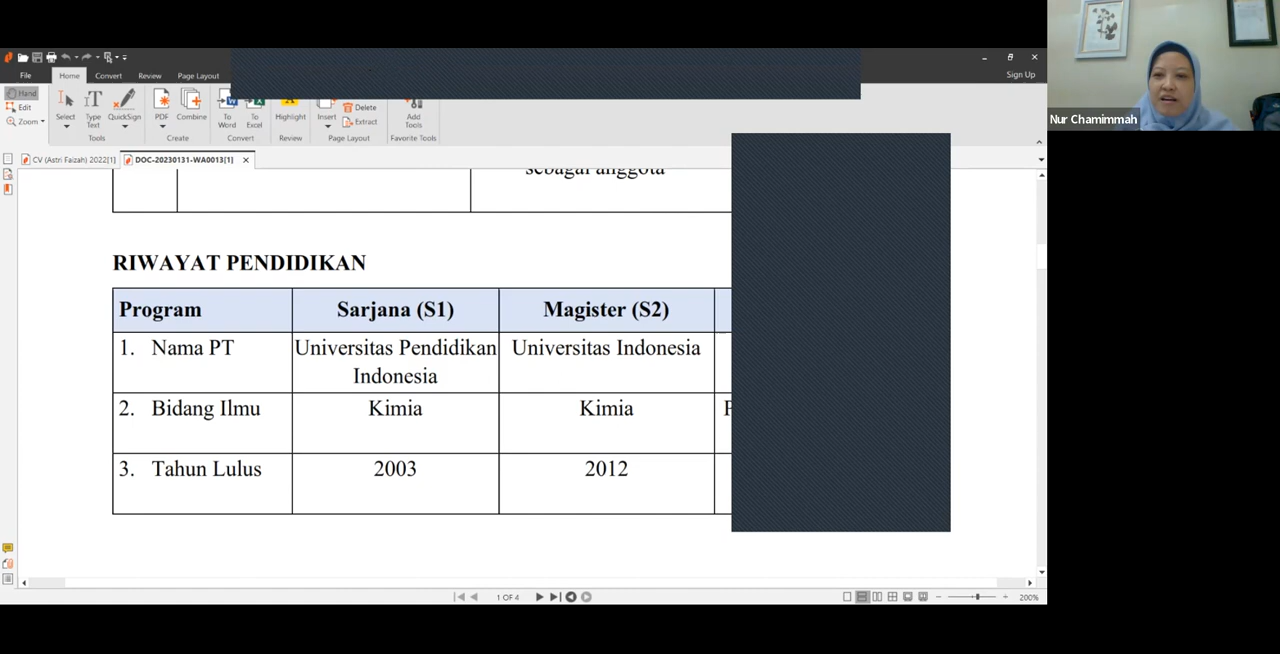 File Home Convert Review Page Layout
Sign Up
Hand
Edit
Zoom
Select
Type Text
QuickSign
Tools
PDF
Combine
Create
To Word
To Excel
Convert
Highlight
Review
Insert
Delete
Extract
Page Layout
Add Tools
Favorite Tools
CV (Astri Faizah) 2022[1]
DOC-20230131-WA0013[1]
sebagai anggota
RIWAYAT PENDIDIKAN
Program Sarjana (S1) Magister (S2)
1. Nama PT Universitas Pendidikan Indonesia Universitas Indonesia
2. Bidang Ilmu Kimia Kimia
3. Tahun Lulus 2003 2012
1 OF 4
200%
Nur Chamimmah